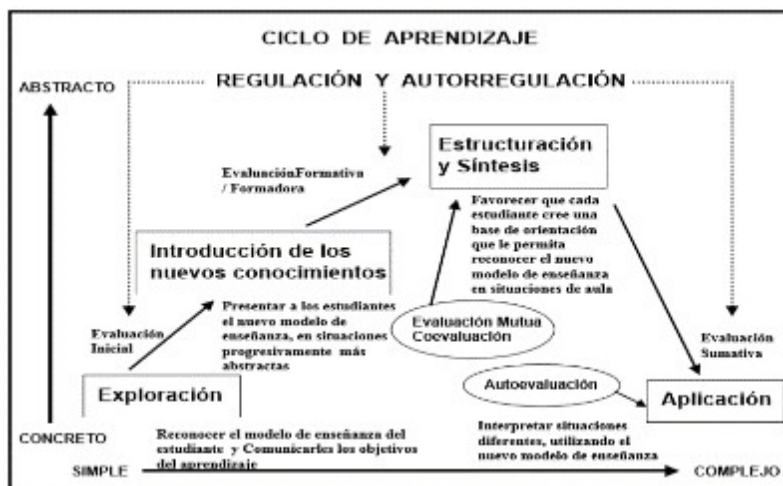 CICLO DE APRENDIZAJE
REGULACIÓN Y AUTORREGULACIÓN
ABSTRACTO
Estructuración
y Síntesis
EvaluaciónFormativa
/ Formadora
Favorecer que cada
estudiante cree una
base de orientación
que le permita
reconocer el nuevo
modelo de enseñanza
en situaciones de aula
Introducción de los
nuevos conocimientos
Presentar a los estudiantes
el nuevo modelo de
enseñanza, en situaciones
progresivamente más
abstractas
Evaluación Mutua
Coevaluación
Evaluación
Inicial
Evaluación
Sumativa
Exploración
Autoevaluación
Aplicación
Reconocer el modelo de enseñanza del
estudiante y Comunicarles los objetivos
del aprendizaje
Interpretar situaciones
diferentes, utilizando el
nuevo modelo de enseñanza
CONCRETO
SIMPLE
COMPLEJO